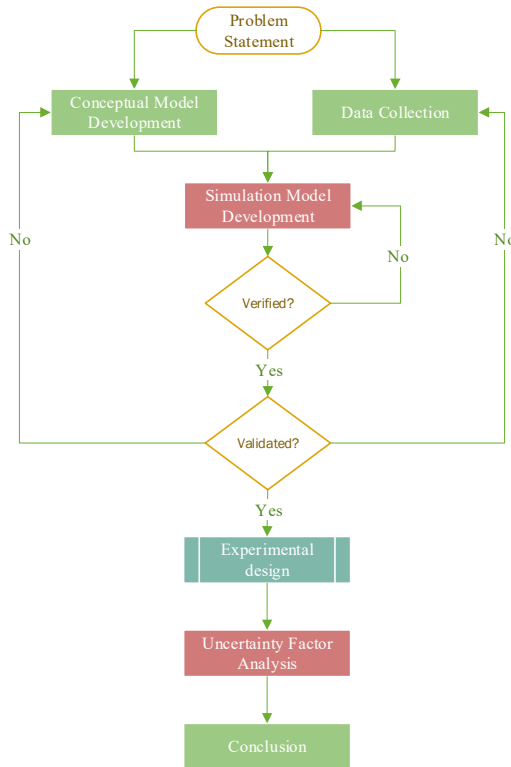 Problem
Statement
Conceptual Model
Development
Data Collection
Simulation Model
Development
No
No
No
Verified?
Yes
Validated?
Yes
Experimental
design
Uncertainty Factor
Analysis
Conclusion